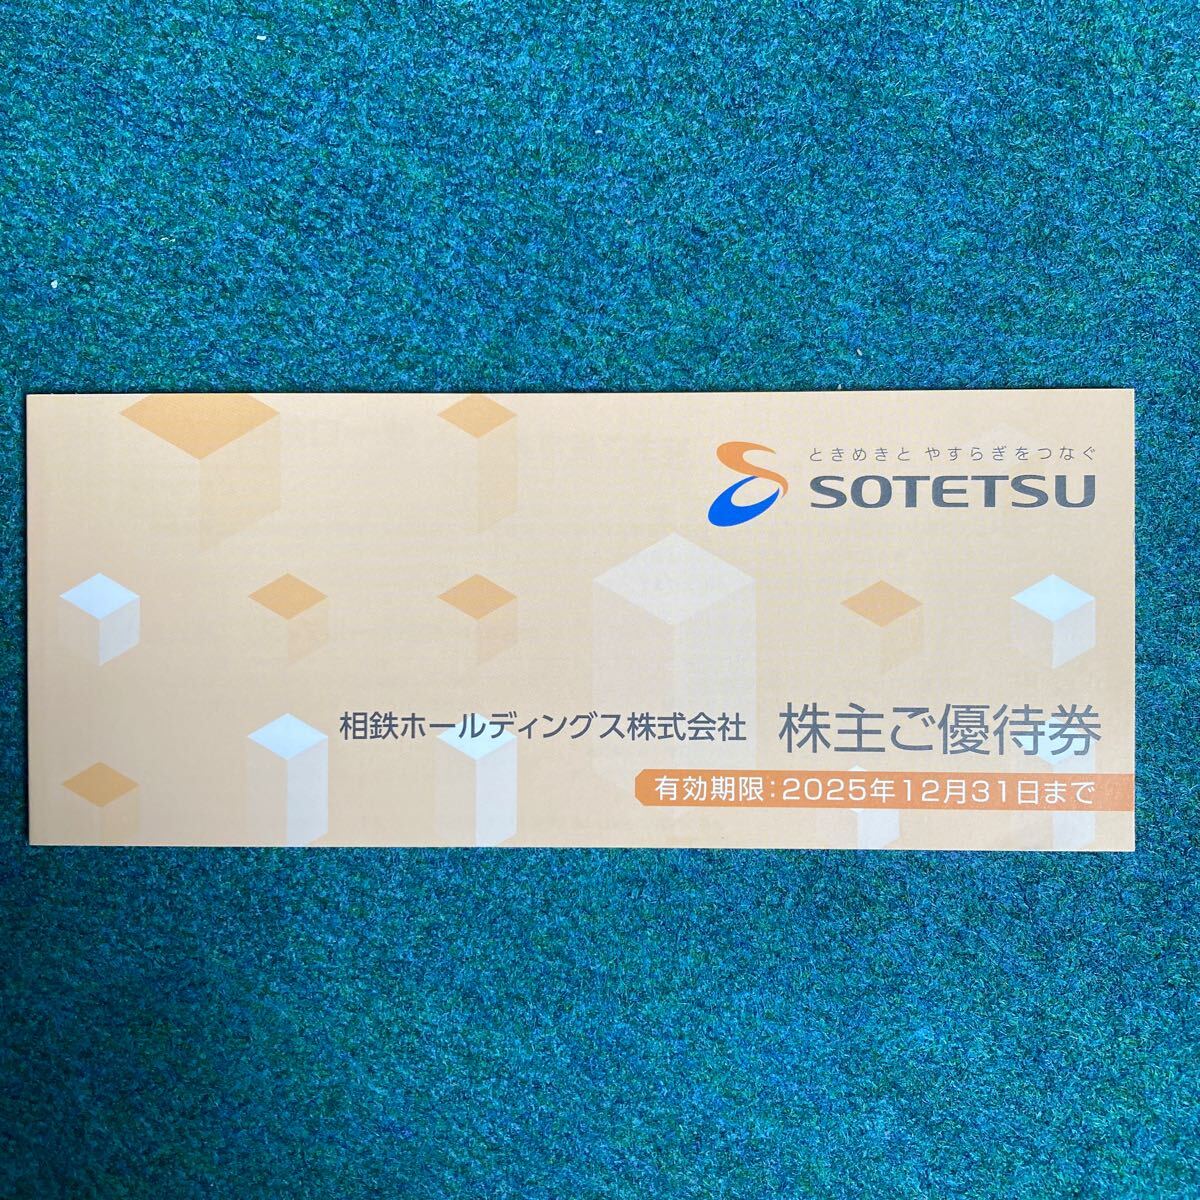 ときめきと やすらぎをつなぐ
SOTETSU
相鉄ホールディングス株式会社 株主ご優待券
有効期限:2025年12月31日まで